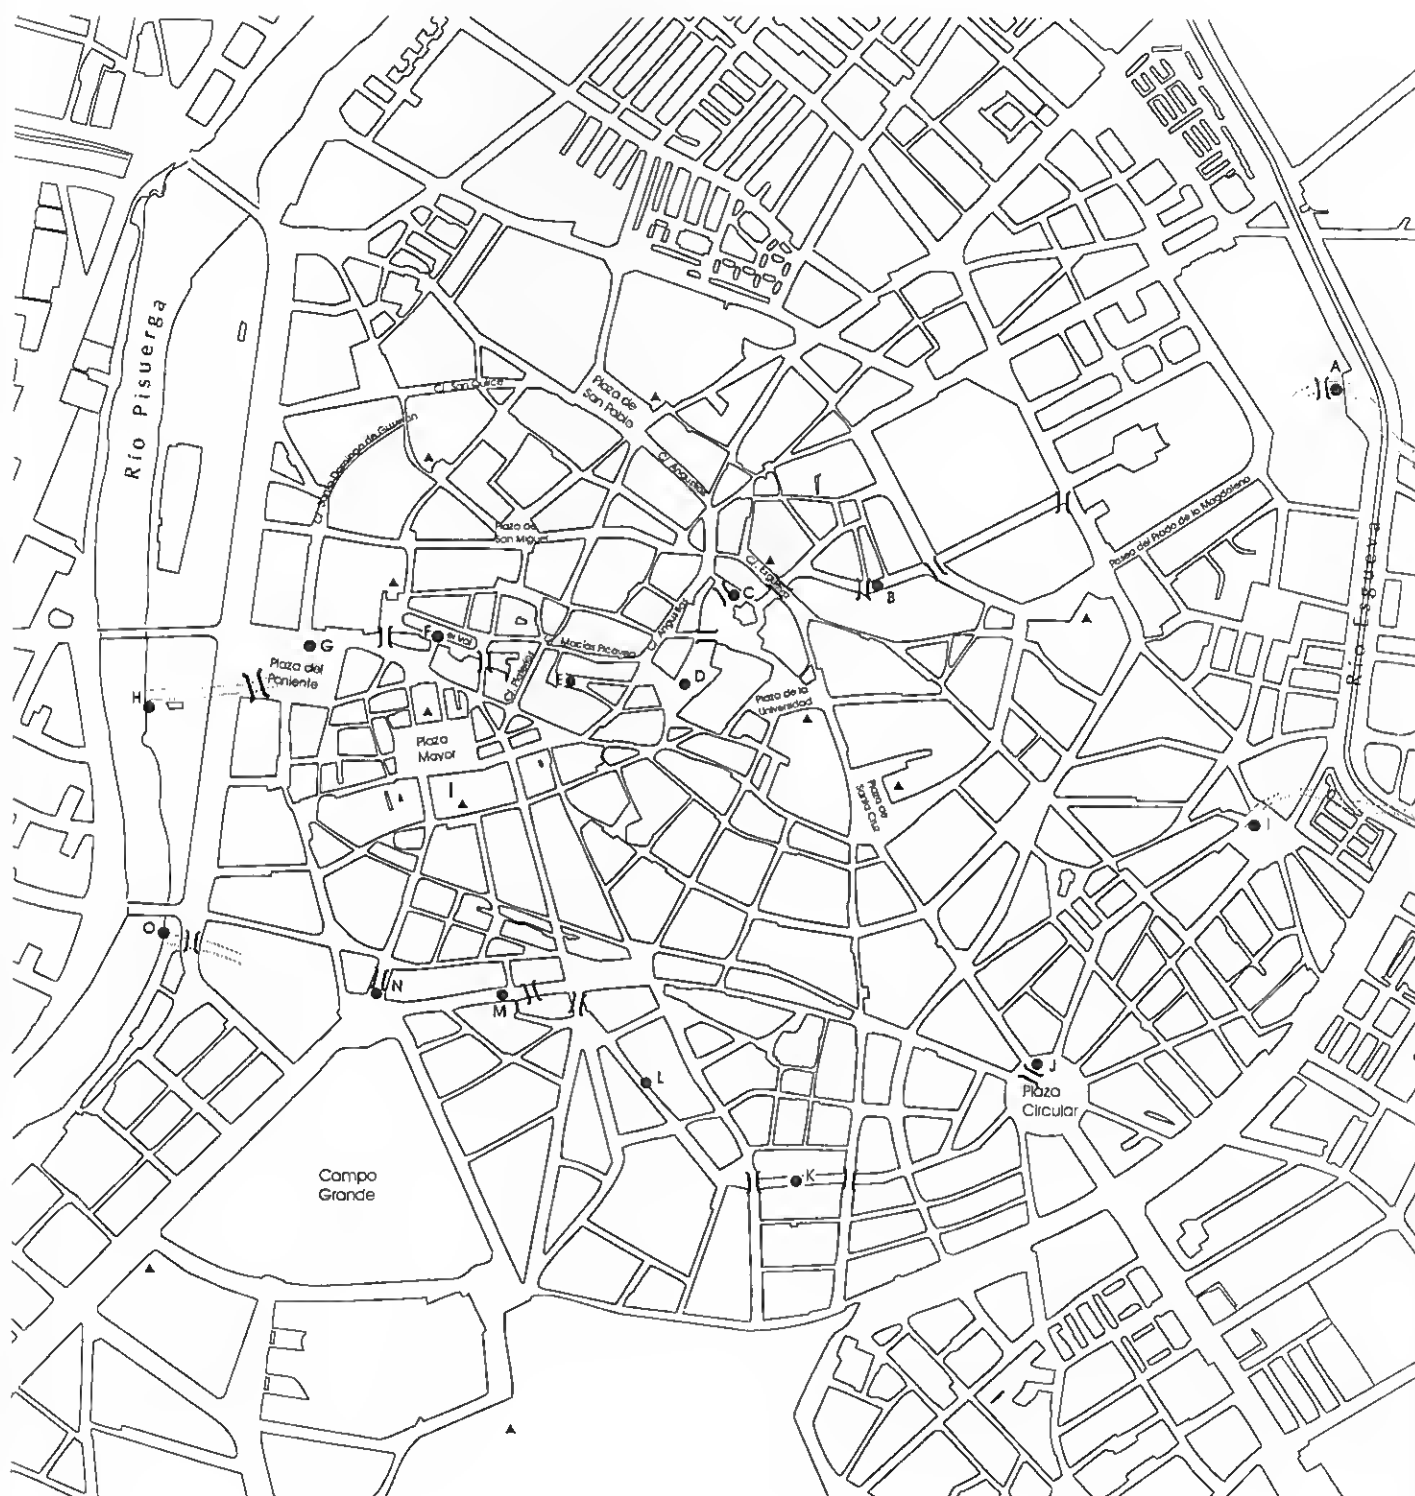 Río Pisuerga
A
Plaza de
San Pablo
C/. San Quirce
C/. Santo Domingo de Guzmán
C/. Angustias
Plaza de
San Miguel
Paseo del Prado de la Magdalena
Río Esgueva
C/.
C
B
F
G
Plaza del
Poniente
H
Macías Picavea
C/. Platerías
E
D
Plaza de la
Universidad
Plaza
Mayor
Plaza de
Santa Cruz
I
O
N
M
L
J
Plaza
Circular
K
Campo
Grande